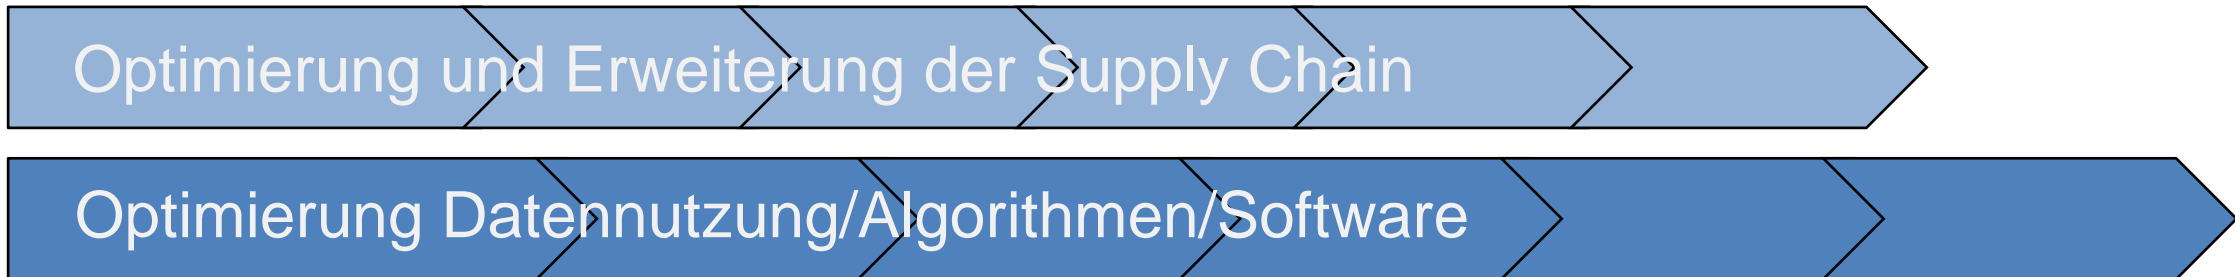 Optimierung und Erweiterung der Supply Chain
Optimierung Datennutzung/Algorithmen/Software